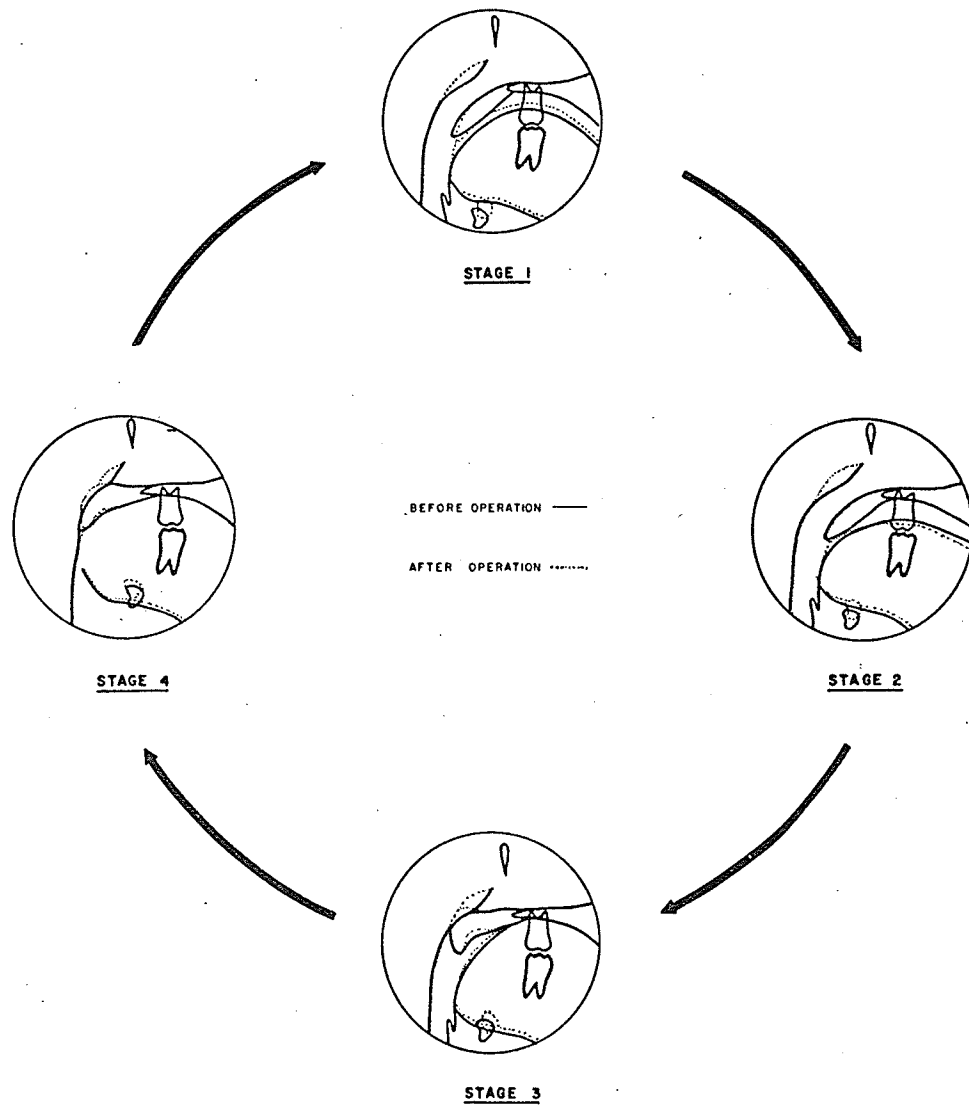 STAGE 1
BEFORE OPERATION
AFTER OPERATION
STAGE 4
STAGE 2
STAGE 3